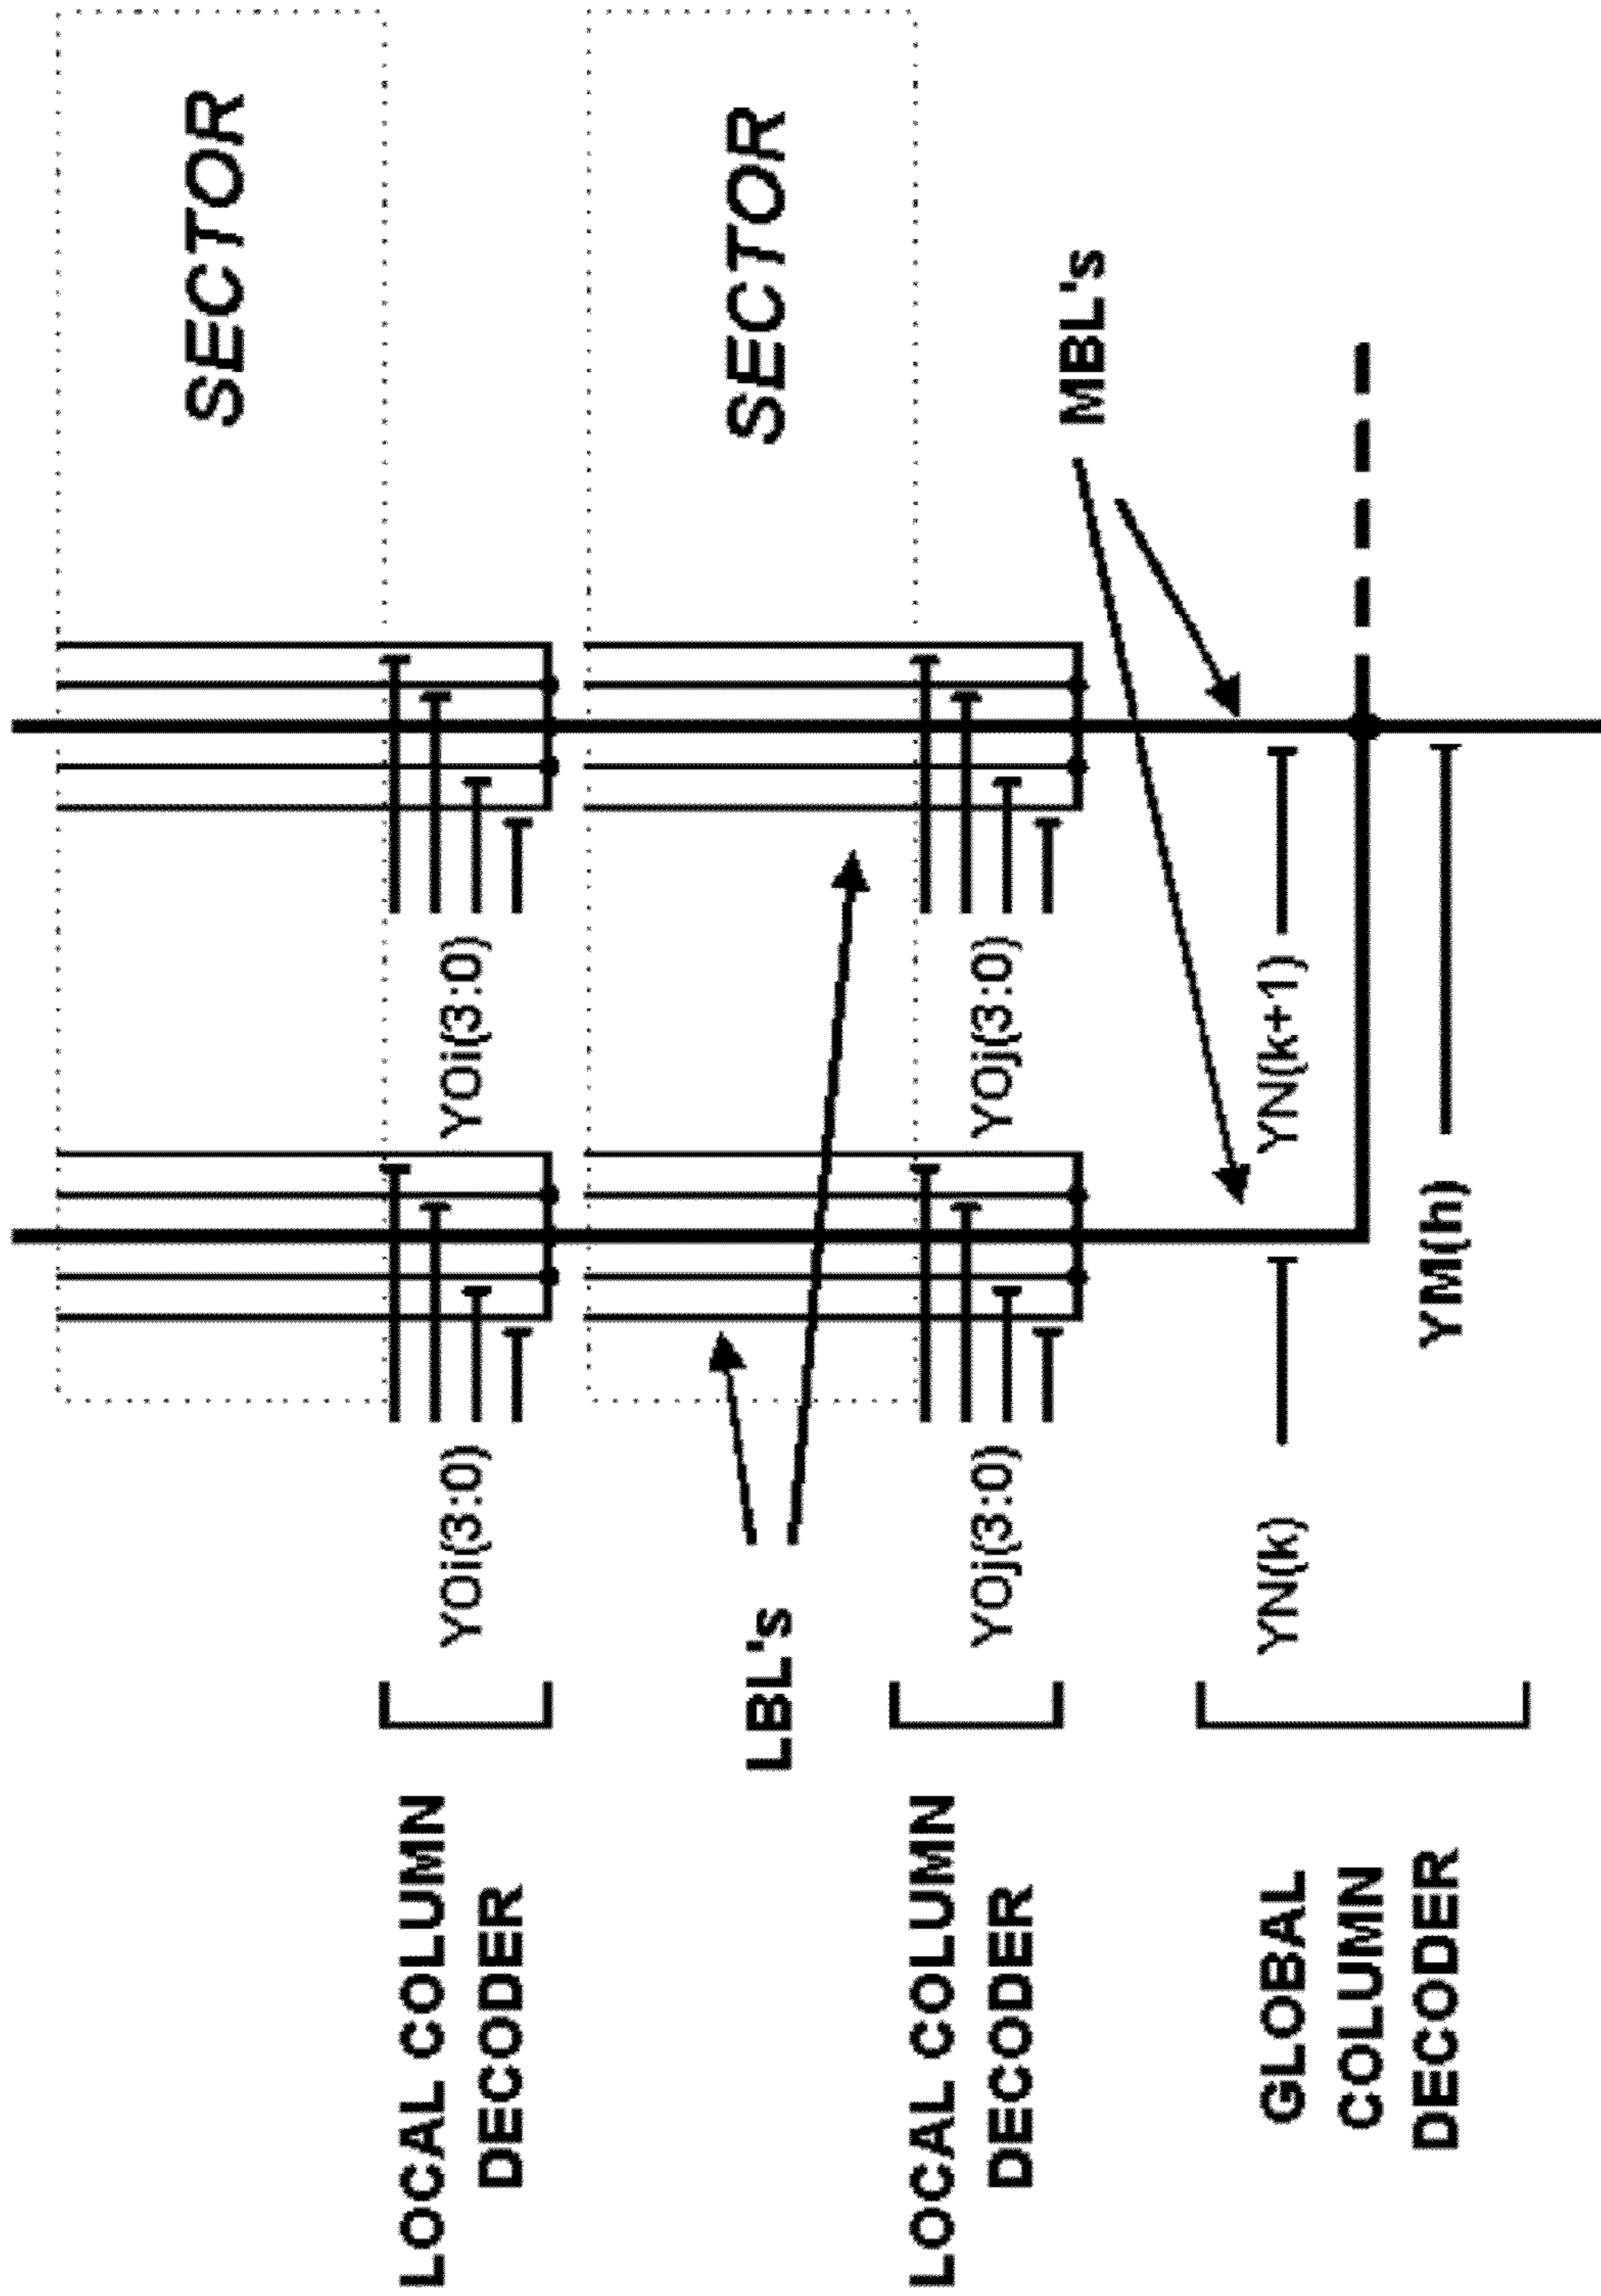 LOCAL COLUMN
DECODER
YOi(3:0)
YOi(3:0)
SECTOR
LBL's
SECTOR
LOCAL COLUMN
DECODER
YOj(3:0)
YOj(3:0)
MBL's
GLOBAL
COLUMN
DECODER
YN(k)
YN(k+1)
YM(h)